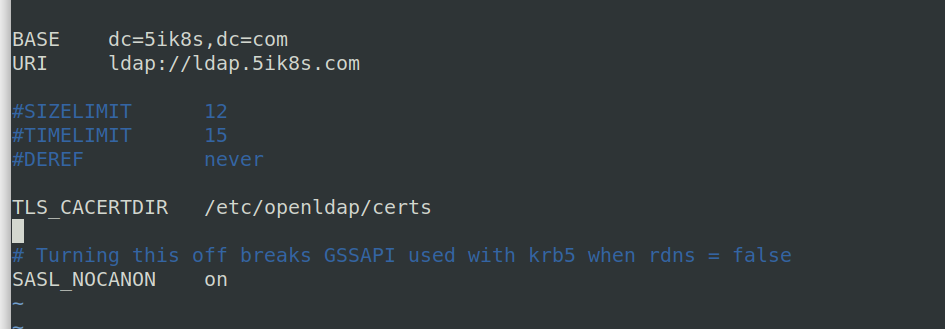 BASE    dc=5ik8s,dc=com
URI     ldap://ldap.5ik8s.com
#SIZELIMIT      12
#TIMELIMIT      15
#DEREF          never
TLS_CACERTDIR   /etc/openldap/certs
# Turning this off breaks GSSAPI used with krb5 when rdns = false
SASL_NOCANON    on
~
~